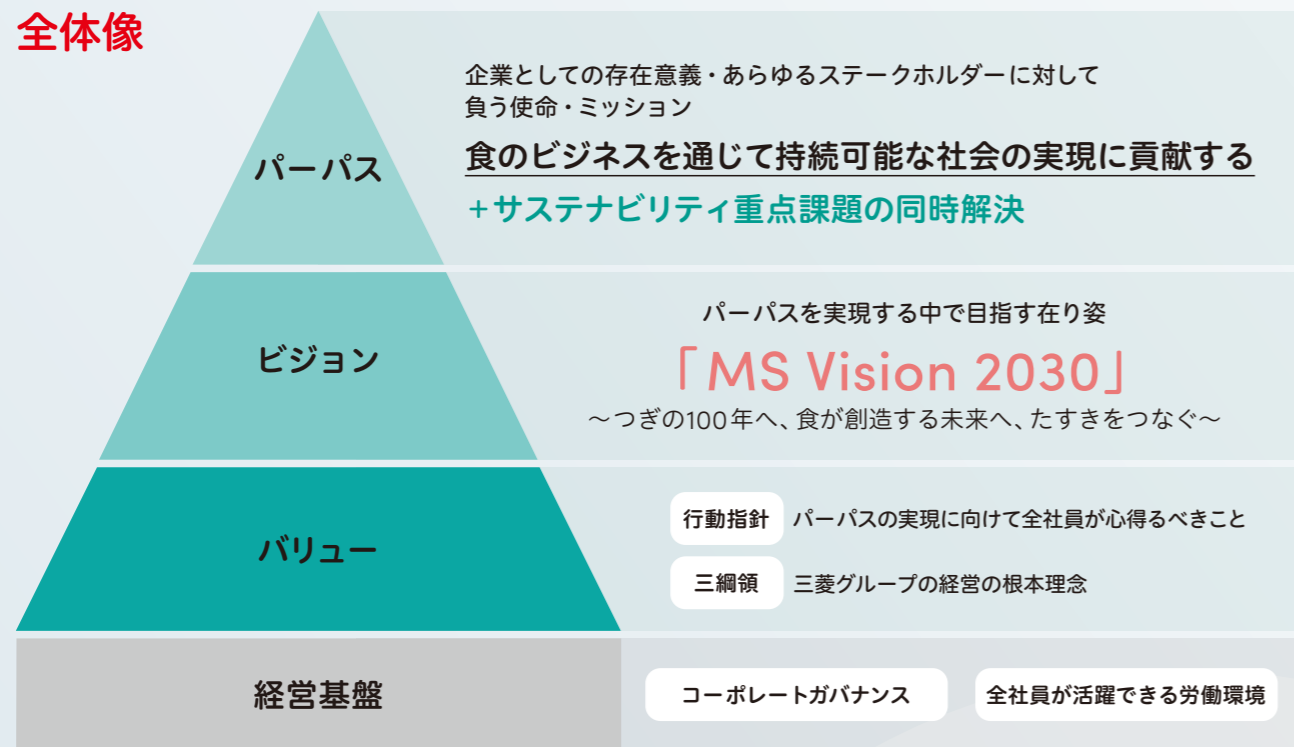 全体像
パーパス
企業としての存在意義・あらゆるステークホルダーに対して
負う使命・ミッション
食のビジネスを通じて持続可能な社会の実現に貢献する
+サステナビリティ重点課題の同時解決
ビジョン
パーパスを実現する中で目指す在り姿
「MS Vision 2030」
～つぎの100年へ、食が創造する未来へ、たすきをつなぐ～
バリュー
行動指針 パーパスの実現に向けて全社員が心得るべきこと
三綱領 三菱グループの経営の根本理念
経営基盤
コーポレートガバナンス 全社員が活躍できる労働環境